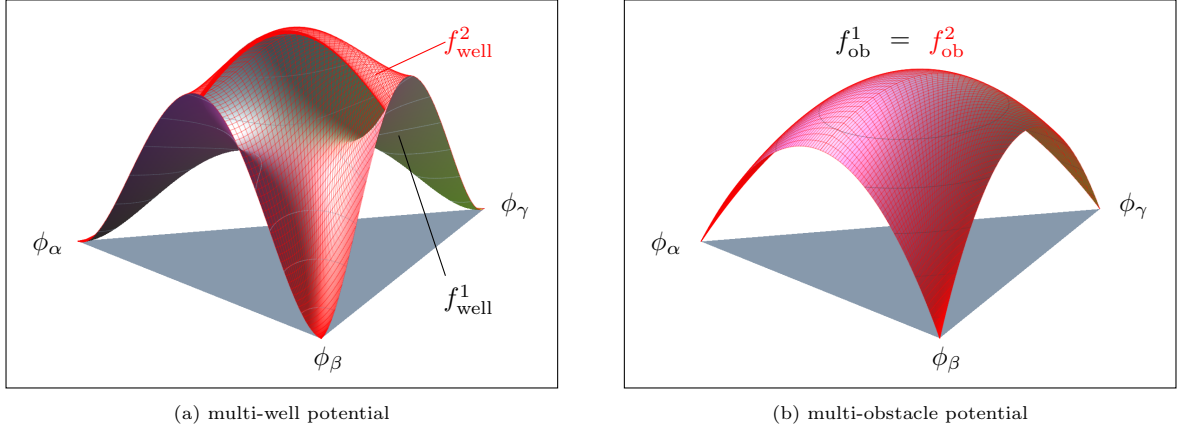 f²_well
ϕ_α
ϕ_γ
f¹_well
ϕ_β
(a) multi-well potential
f¹_ob = f²_ob
ϕ_α
ϕ_γ
ϕ_β
(b) multi-obstacle potential